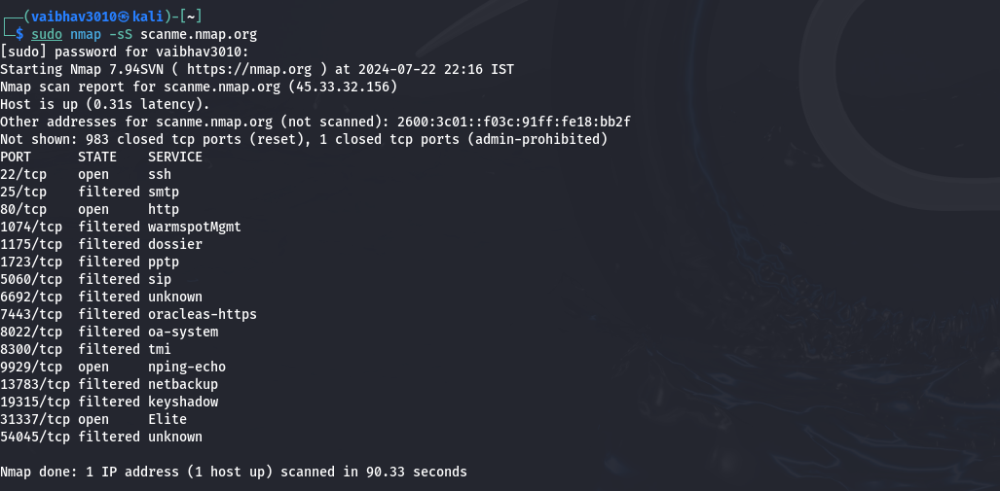 ┌──(vaibhav3010㉿kali)-[~]
└─$ sudo nmap -sS scanme.nmap.org
[sudo] password for vaibhav3010:
Starting Nmap 7.94SVN ( https://nmap.org ) at 2024-07-22 22:16 IST
Nmap scan report for scanme.nmap.org (45.33.32.156)
Host is up (0.31s latency).
Other addresses for scanme.nmap.org (not scanned): 2600:3c01::f03c:91ff:fe18:bb2f
Not shown: 983 closed tcp ports (reset), 1 closed tcp ports (admin-prohibited)
PORT      STATE    SERVICE
22/tcp    open     ssh
25/tcp    filtered smtp
80/tcp    open     http
1074/tcp  filtered warmspotMgmt
1175/tcp  filtered dossier
1723/tcp  filtered pptp
5060/tcp  filtered sip
6692/tcp  filtered unknown
7443/tcp  filtered oracleas-https
8022/tcp  filtered oa-system
8300/tcp  filtered tmi
9929/tcp  open     nping-echo
13783/tcp filtered netbackup
19315/tcp filtered keyshadow
31337/tcp open     Elite
54045/tcp filtered unknown
Nmap done: 1 IP address (1 host up) scanned in 90.33 seconds